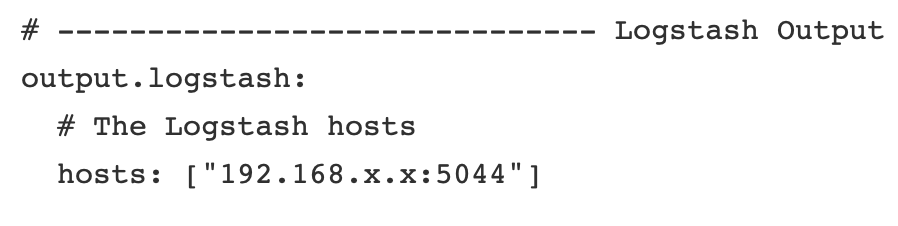 # ------------------------------ Logstash Output
output.logstash:
  # The Logstash hosts
  hosts: ["192.168.x.x:5044"]